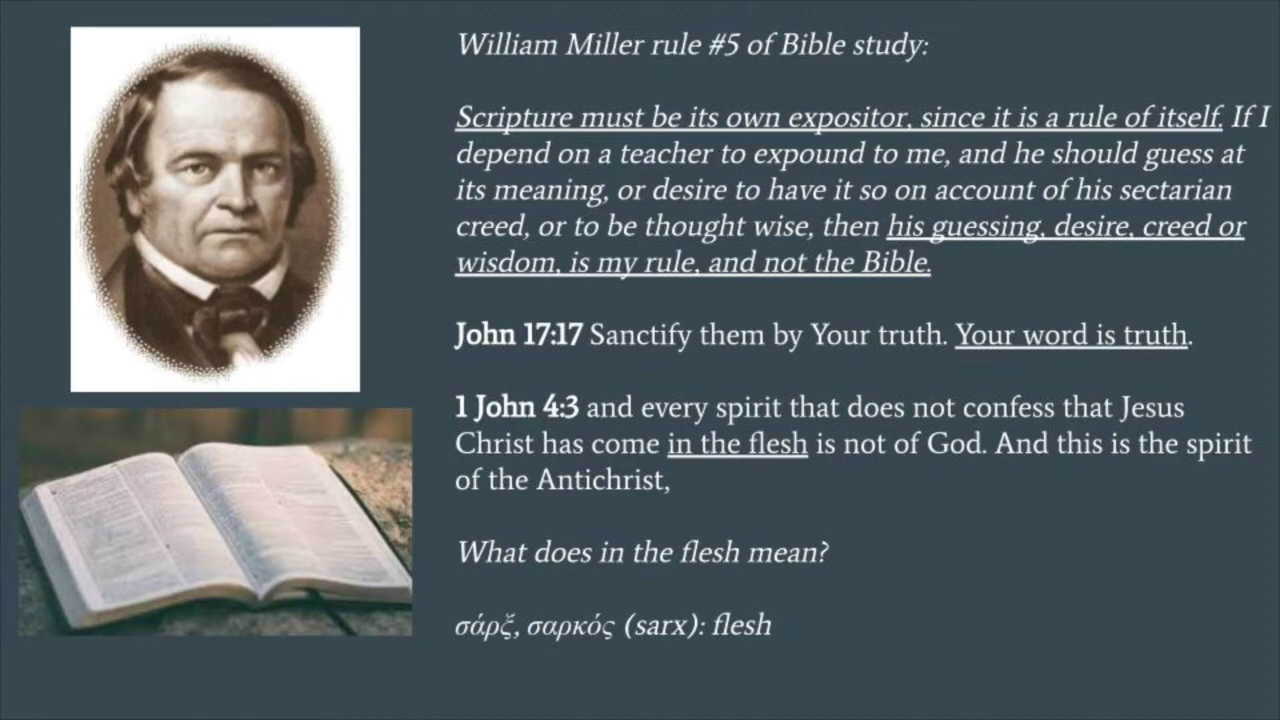 William Miller rule #5 of Bible study:
Scripture must be its own expositor, since it is a rule of itself. If I
depend on a teacher to expound to me, and he should guess at
its meaning, or desire to have it so on account of his sectarian
creed, or to be thought wise, then his guessing, desire, creed or
wisdom, is my rule, and not the Bible.
John 17:17 Sanctify them by Your truth. Your word is truth.
1 John 4:3 and every spirit that does not confess that Jesus
Christ has come in the flesh is not of God. And this is the spirit
of the Antichrist,
What does in the flesh mean?
σάρξ, σαρκός (sarx): flesh